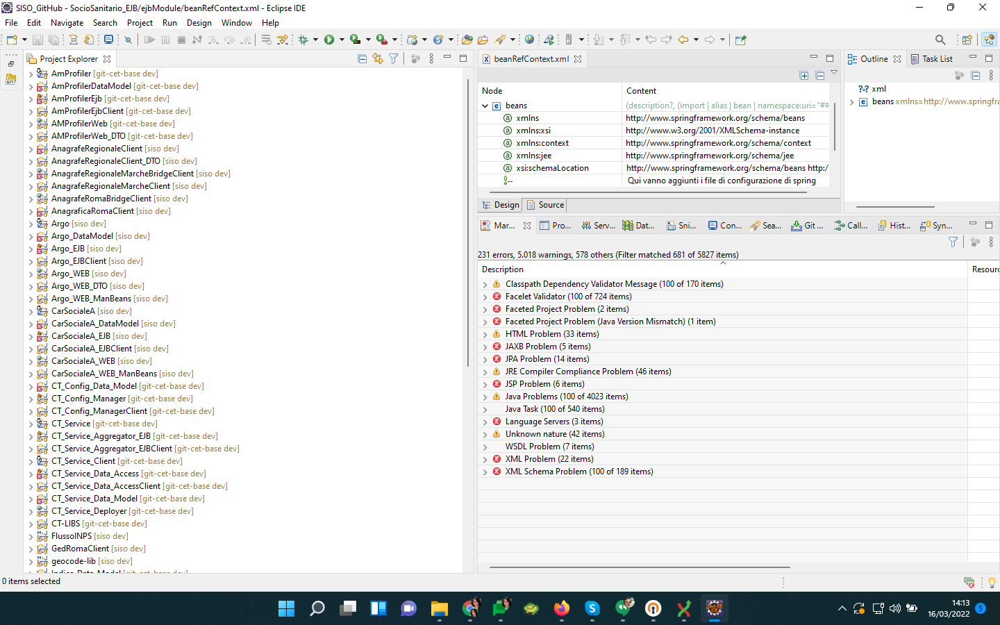 SISO_GitHub - SocioSanitario_EJB/ejbModule/beanRefContext.xml - Eclipse IDE
File Edit Navigate Search Project Run Design Window Help
Project Explorer
AmProfiler [git-cet-base dev]
AmProfilerDataModel [git-cet-base dev]
AmProfilerEjb [git-cet-base dev]
AmProfilerEjbClient [git-cet-base dev]
AMProfilerWeb [git-cet-base dev]
AMProfilerWeb_DTO [git-cet-base dev]
AnagrafeRegionaleClient [siso dev]
AnagrafeRegionaleClient_DTO [siso dev]
AnagrafeRegionaleMarcheBridgeClient [siso dev]
AnagrafeRegionaleMarcheClient [siso dev]
AnagrafeRomaBridgeClient [siso dev]
AnagraficaRomaClient [siso dev]
Argo [siso dev]
Argo_DataModel [siso dev]
Argo_EJB [siso dev]
Argo_EJBClient [siso dev]
Argo_WEB [siso dev]
Argo_WEB_DTO [siso dev]
Argo_WEB_ManBeans [siso dev]
CarSocialeA [siso dev]
CarSocialeA_DataModel [siso dev]
CarSocialeA_EJB [siso dev]
CarSocialeA_EJBClient [siso dev]
CarSocialeA_WEB [siso dev]
CarSocialeA_WEB_ManBeans [siso dev]
CT_Config_Data_Model [git-cet-base dev]
CT_Config_Manager [git-cet-base dev]
CT_Config_ManagerClient [git-cet-base dev]
CT_Service [git-cet-base dev]
CT_Service_Aggregator_EJB [git-cet-base dev]
CT_Service_Aggregator_EJBClient [git-cet-base dev]
CT_Service_Client [git-cet-base dev]
CT_Service_Data_Access [git-cet-base dev]
CT_Service_Data_AccessClient [git-cet-base dev]
CT_Service_Data_Model [git-cet-base dev]
CT_Service_Deployer [git-cet-base dev]
CT-LIBS [git-cet-base dev]
FlussoINPS [siso dev]
GedRomaClient [siso dev]
geocode-lib [siso dev]
Indice_Data_Model [git-cet-base dev]
0 items selected
beanRefContext.xml
Node Content
beans (description?, (import | alias | bean | namespace:uri="##
xmlns http://www.springframework.org/schema/beans
xmlns:xsi http://www.w3.org/2001/XMLSchema-instance
xmlns:context http://www.springframework.org/schema/context
xmlns:jee http://www.springframework.org/schema/jee
xsi:schemaLocation http://www.springframework.org/schema/beans http:/
!-- Qui vanno aggiunti i file di configurazione di spring
Design Source
Outline Task List
?=? xml
beans xmlns=http://www.springfra
Mar... Pro... Serv... Dat... Sni... Con... Sea... Git ... Call... Hist... Syn...
231 errors, 5.018 warnings, 578 others (Filter matched 681 of 5827 items)
Description Resourc
Classpath Dependency Validator Message (100 of 170 items)
Facelet Validator (100 of 724 items)
Faceted Project Problem (2 items)
Faceted Project Problem (Java Version Mismatch) (1 item)
HTML Problem (33 items)
JAXB Problem (5 items)
JPA Problem (14 items)
JRE Compiler Compliance Problem (46 items)
JSP Problem (6 items)
Java Problems (100 of 4023 items)
Java Task (100 of 540 items)
Language Servers (3 items)
Unknown nature (42 items)
WSDL Problem (7 items)
XML Problem (22 items)
XML Schema Problem (100 of 189 items)
14:13
16/03/2022
5